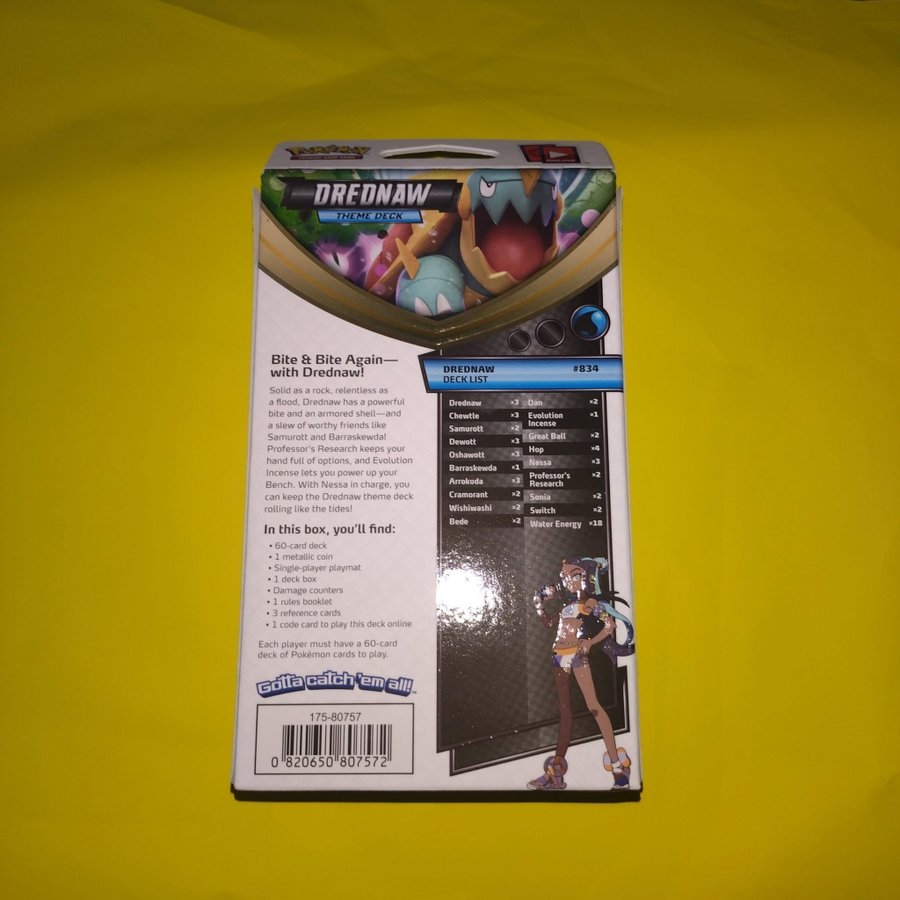 Pokémon
DREDNAW
THEME DECK
Bite & Bite Again—
with Drednaw!
Solid as a rock, relentless as
a flood, Drednaw has a powerful
bite and an armored shell—and
a slew of worthy friends like
Samurott and Barraskewda!
Professor's Research keeps your
hand full of options, and Evolution
Incense lets you power up your
Bench. With Nessa in charge, you
can keep the Drednaw theme deck
rolling like the tides!
In this box, you'll find:
• 60-card deck
• 1 metallic coin
• Single-player playmat
• 1 deck box
• Damage counters
• 1 rules booklet
• 3 reference cards
• 1 code card to play this deck online
Each player must have a 60-card
deck of Pokémon cards to play.
Gotta catch 'em all!
175-80757
0 820650 807572
DREDNAW #834
DECK LIST
Drednaw ×3
Chewtle ×3
Samurott ×2
Dewott ×3
Oshawott ×3
Barraskewda ×1
Arrokuda ×3
Cramorant ×2
Wishiwashi ×2
Bede ×2
Dan ×2
Evolution
Incense ×1
Great Ball ×2
Hop ×4
Nessa ×3
Professor's
Research ×2
Sonia ×2
Switch ×2
Water Energy ×18